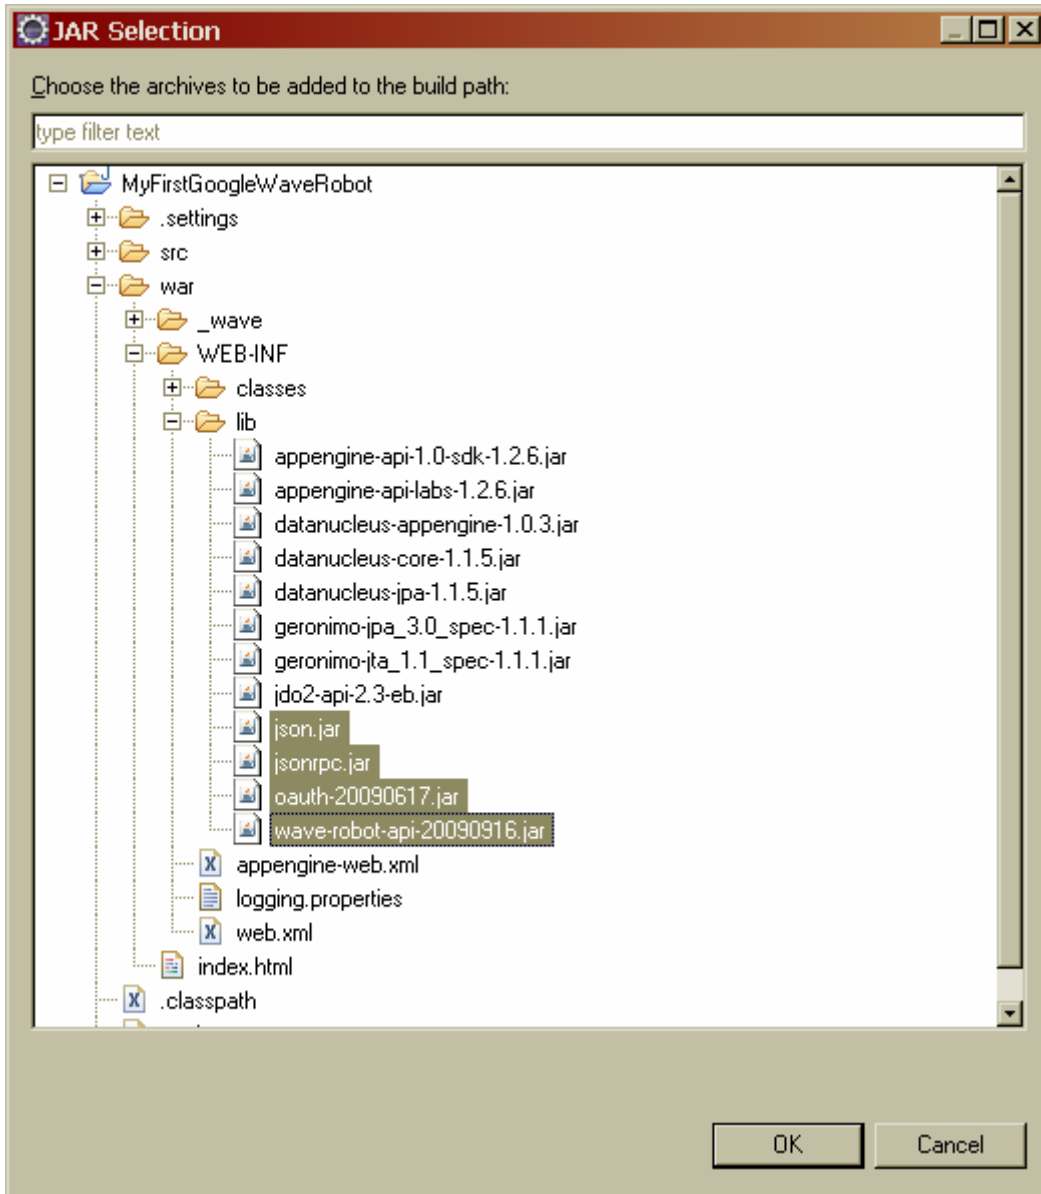 JAR Selection
Choose the archives to be added to the build path:
type filter text
MyFirstGoogleWaveRobot
.settings
src
war
_wave
WEB-INF
classes
lib
appengine-api-1.0-sdk-1.2.6.jar
appengine-api-labs-1.2.6.jar
datanucleus-appengine-1.0.3.jar
datanucleus-core-1.1.5.jar
datanucleus-jpa-1.1.5.jar
geronimo-jpa_3.0_spec-1.1.1.jar
geronimo-jta_1.1_spec-1.1.1.jar
jdo2-api-2.3-eb.jar
json.jar
jsonrpc.jar
oauth-20090617.jar
wave-robot-api-20090916.jar
appengine-web.xml
logging.properties
web.xml
index.html
.classpath
OK Cancel